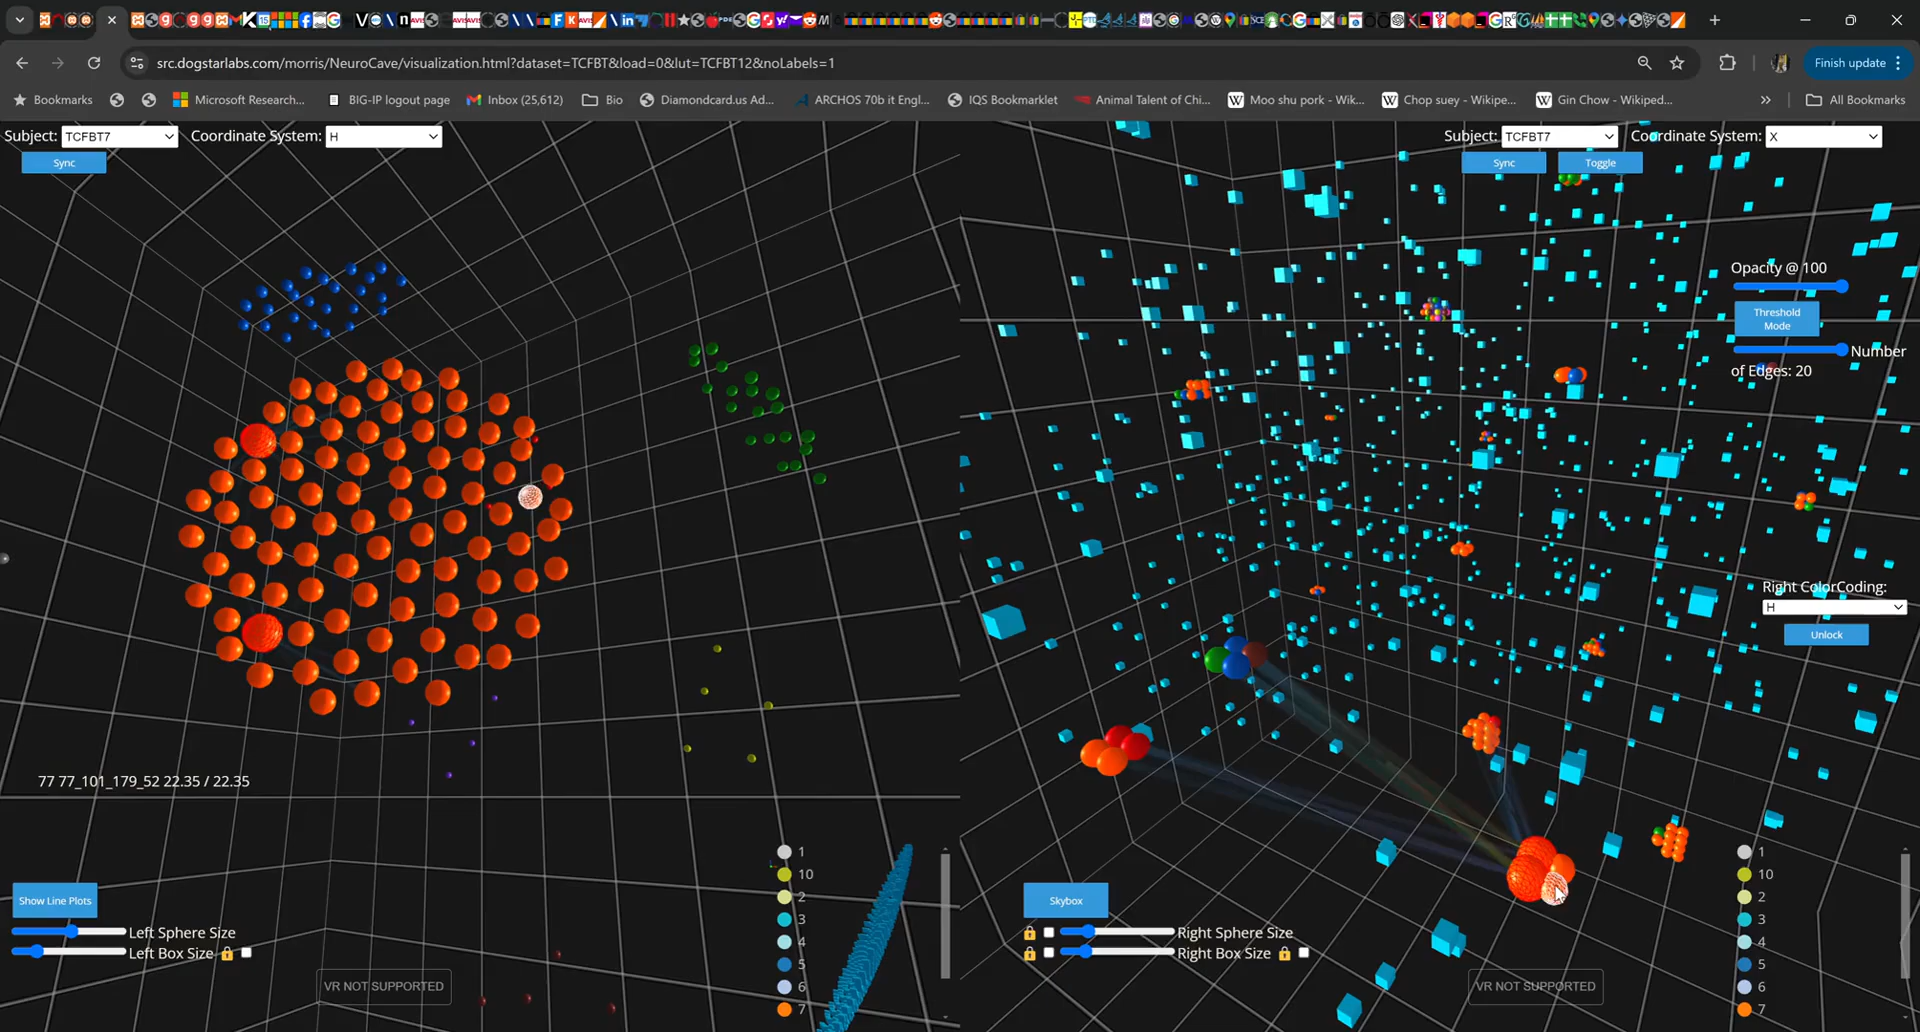 src.dogstarlabs.com/morris/NeuroCave/visualization.html?dataset=TCFBT&load=0&lut=TCFBT12&noLabels=1
Finish update
Bookmarks
Microsoft Research...
BIG-IP logout page
Inbox (25,612)
Bio
Diamondcard.us Ad...
ARCHOS 70b it Engl...
IQS Bookmarklet
Animal Talent of Chi...
Moo shu pork - Wik...
Chop suey - Wikipe...
Gin Chow - Wikiped...
»
All Bookmarks
Subject: TCFBT7
Coordinate System: H
Sync
Subject: TCFBT7
Coordinate System: X
Sync
Toggle
Opacity @ 100
Threshold
Mode
Number
of Edges: 20
Right ColorCoding:
H
Unlock
77 77_101_179_52 22.35 / 22.35
Show Line Plots
Left Sphere Size
Left Box Size
VR NOT SUPPORTED
1
10
2
3
4
5
6
7
Skybox
Right Sphere Size
Right Box Size
VR NOT SUPPORTED
1
10
2
3
4
5
6
7